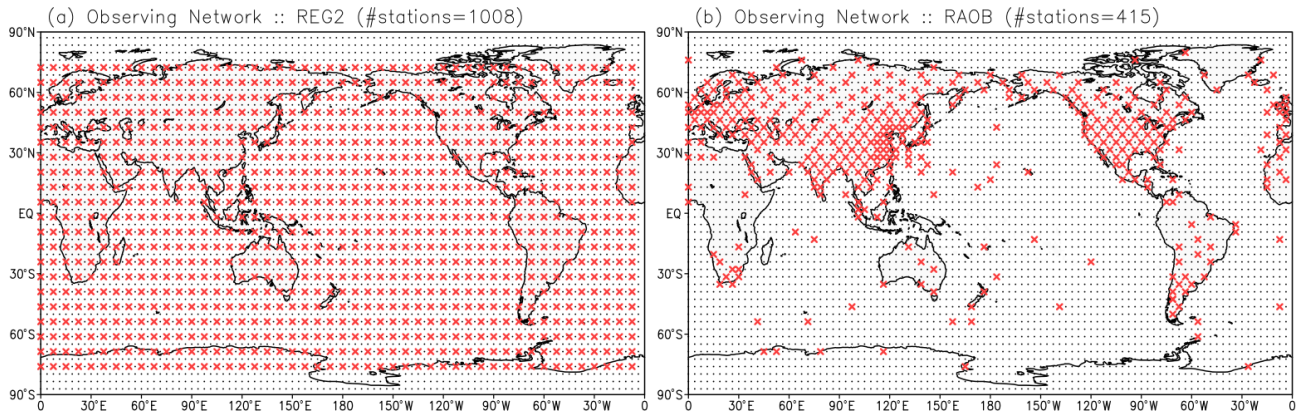 (a) Observing Network :: REG2 (#stations=1008)
90°N
60°N
30°N
EQ
30°S
60°S
90°S
0 30°E 60°E 90°E 120°E 150°E 180 150°W 120°W 90°W 60°W 30W 0
(b) Observing Network :: RAOB (#stations=415)
90°N
60°N
30°N
EQ
30°S
60°S
90°S
0 30°E 60°E 90°E 120°E 150°E 180 150°W 120°W 90°W 60°W 30W 0